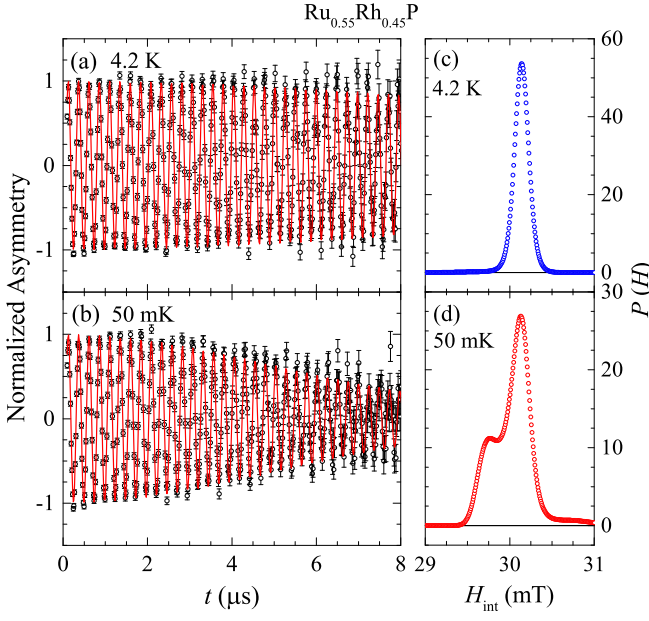 Ru0.55Rh0.45P
(a) 4.2 K
(c)
4.2 K
60
40
20
0
1
0
-1
(b) 50 mK
(d)
50 mK
30
20
10
0
1
0
-1
Normalized Asymmetry
P (H)
0 2 4 6 8
29 30 31
t (μs)
Hint (mT)